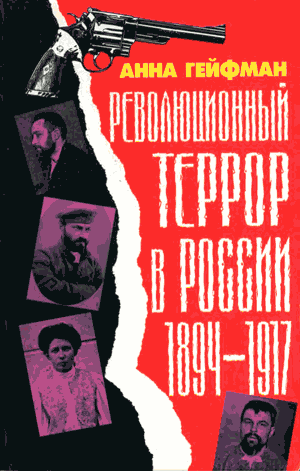 АННА ГЕЙФМАН
РЕВОЛЮЦИОННЫЙ
ТЕРРОР
В РОССИИ
1894—1917